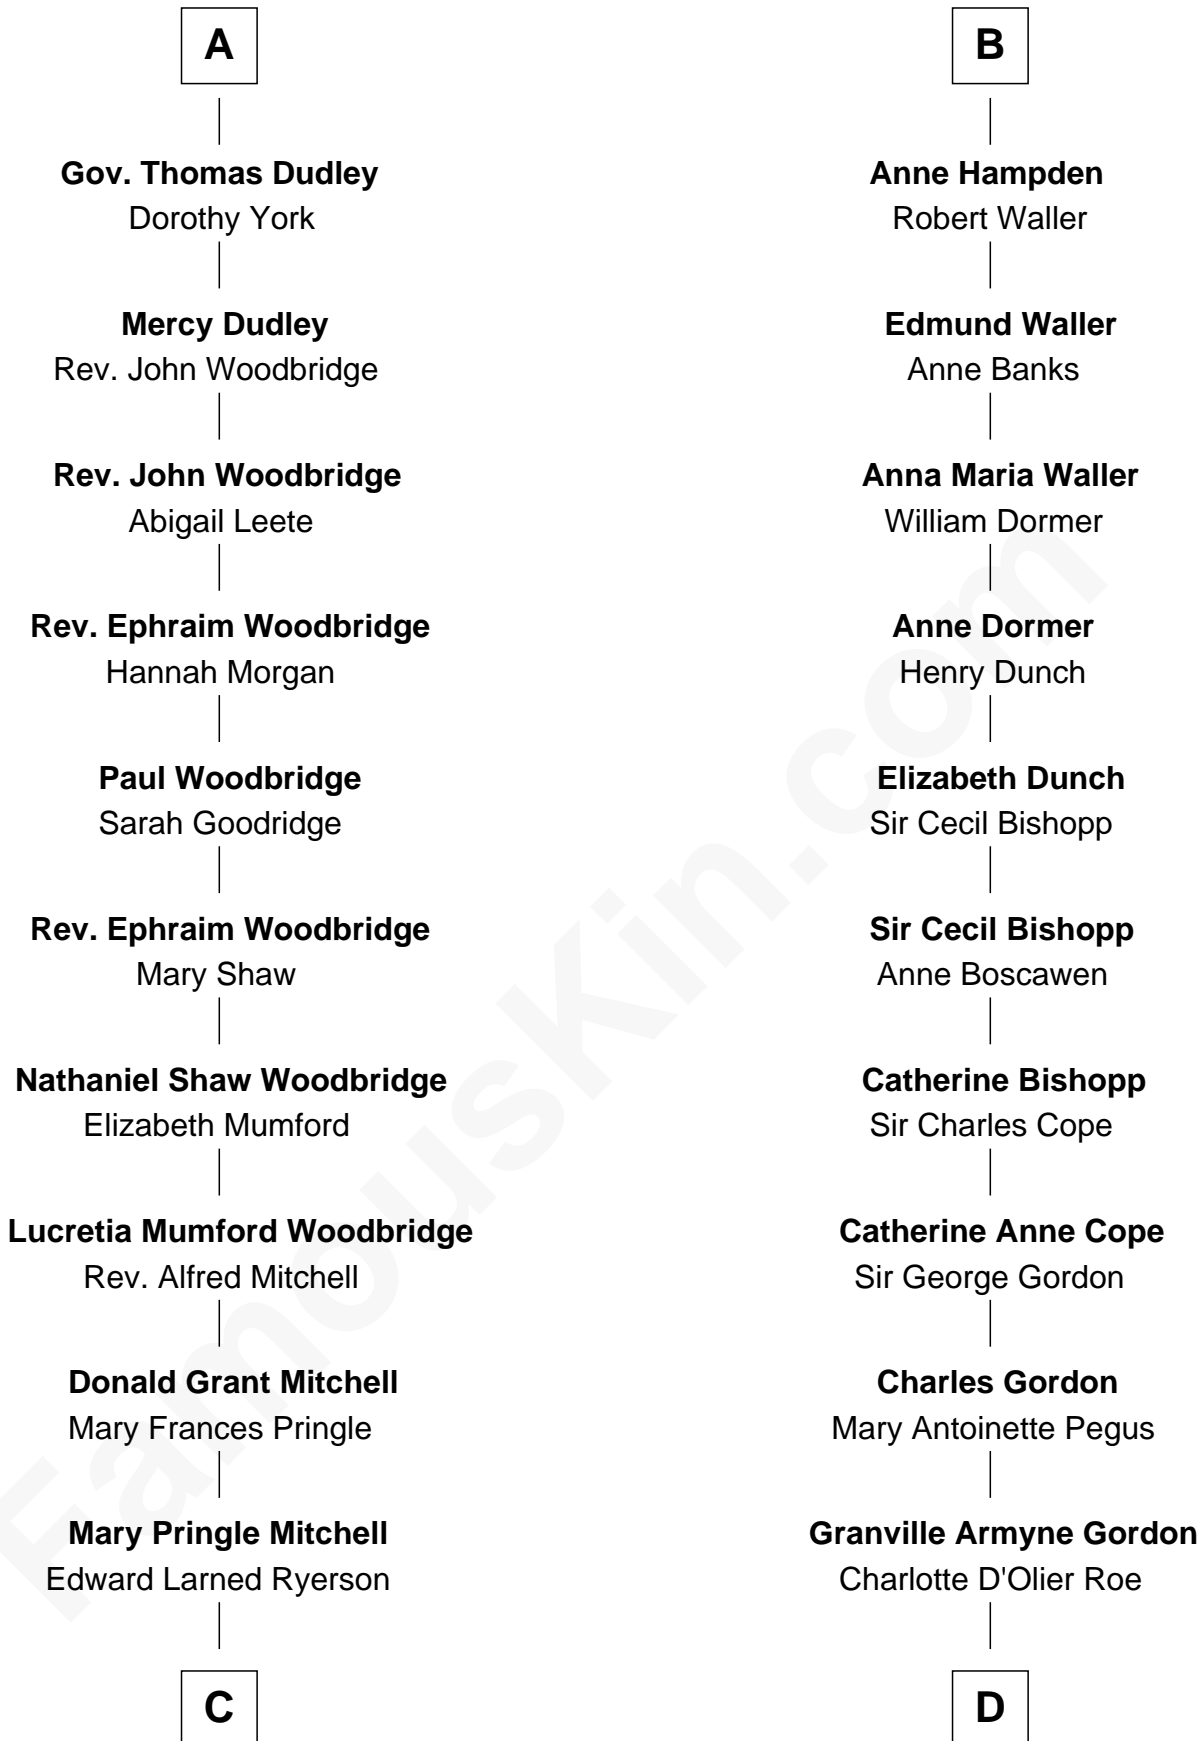 A
Gov. Thomas Dudley
Dorothy York
Mercy Dudley
Rev. John Woodbridge
Rev. John Woodbridge
Abigail Leete
Rev. Ephraim Woodbridge
Hannah Morgan
Paul Woodbridge
Sarah Goodridge
Rev. Ephraim Woodbridge
Mary Shaw
Nathaniel Shaw Woodbridge
Elizabeth Mumford
Lucretia Mumford Woodbridge
Rev. Alfred Mitchell
Donald Grant Mitchell
Mary Frances Pringle
Mary Pringle Mitchell
Edward Larned Ryerson
C
B
Anne Hampden
Robert Waller
Edmund Waller
Anne Banks
Anna Maria Waller
William Dormer
Anne Dormer
Henry Dunch
Elizabeth Dunch
Sir Cecil Bishopp
Sir Cecil Bishopp
Anne Boscawen
Catherine Bishopp
Sir Charles Cope
Catherine Anne Cope
Sir George Gordon
Charles Gordon
Mary Antoinette Pegus
Granville Armyne Gordon
Charlotte D'Olier Roe
D
FamousKin.com